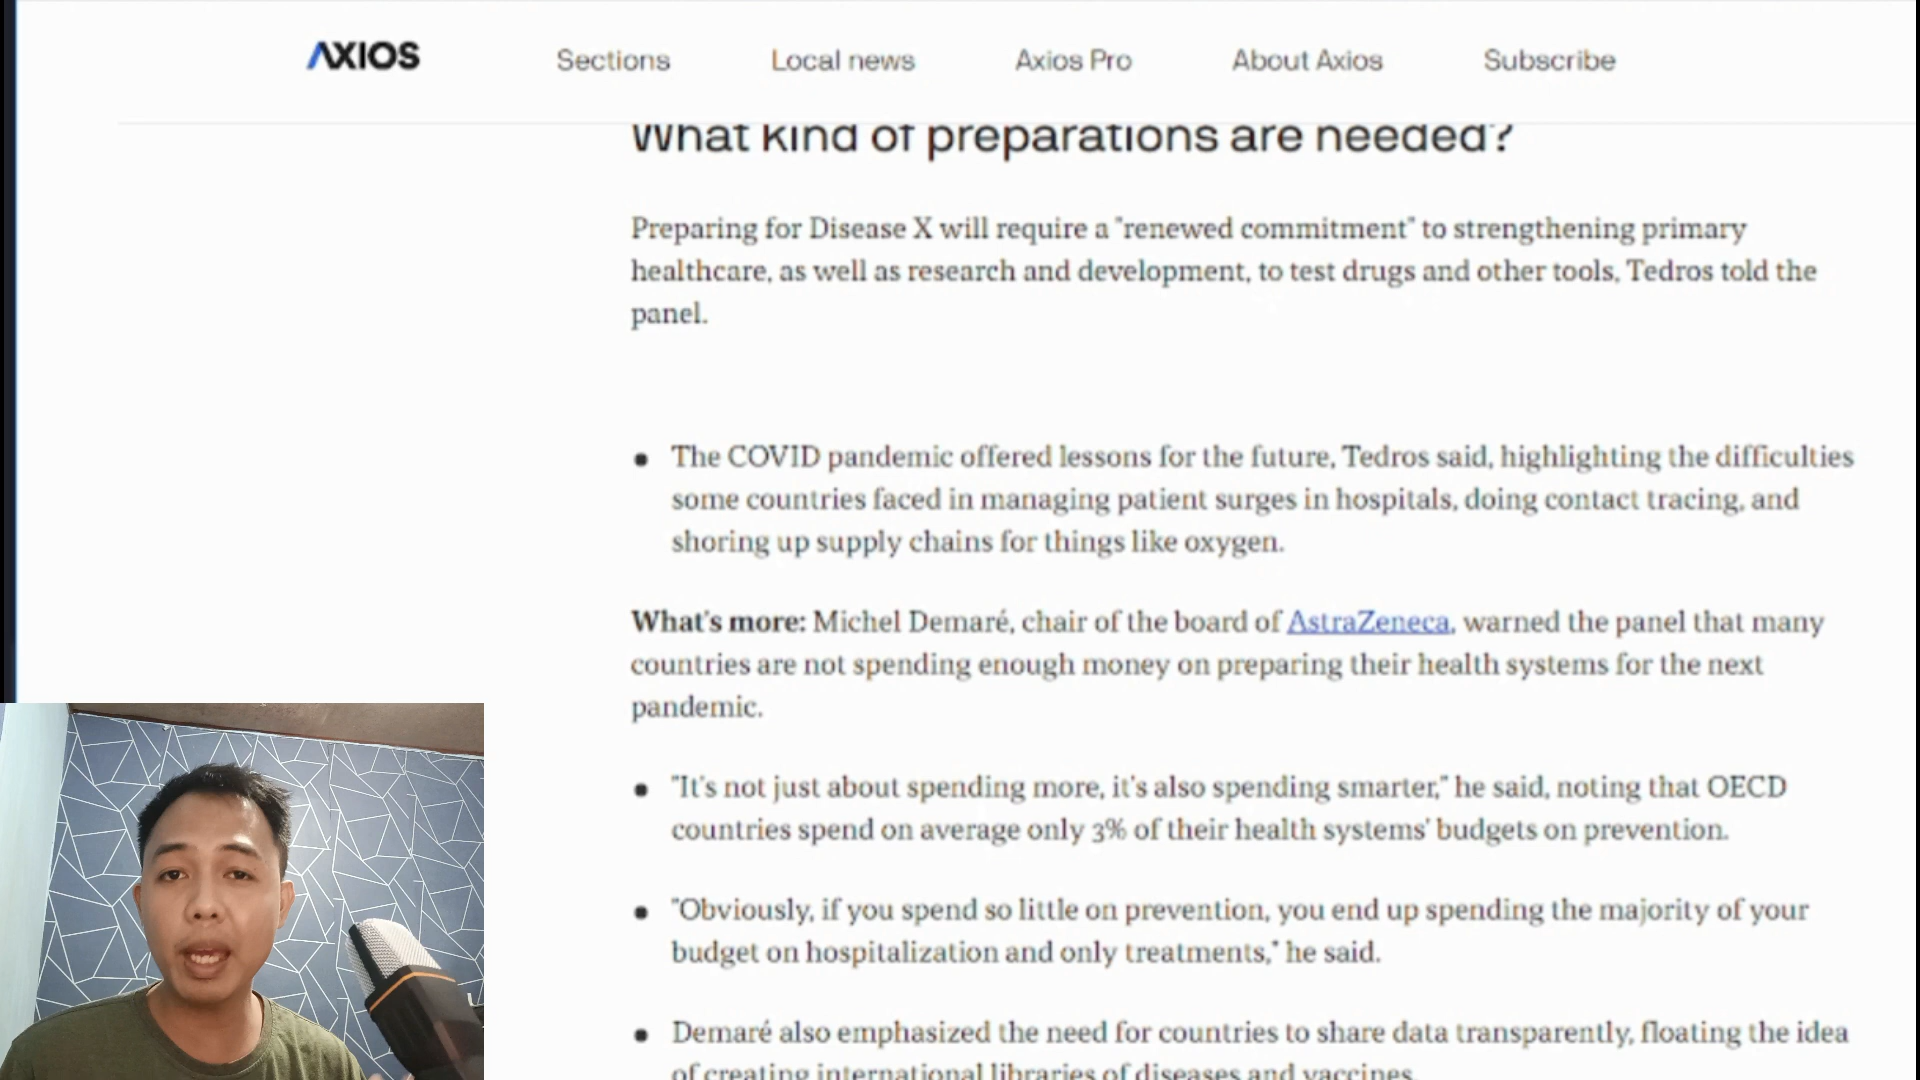 AXIOS
Sections
Local news
Axios Pro
About Axios
Subscribe
What kind of preparations are needed?
Preparing for Disease X will require a "renewed commitment" to strengthening primary
healthcare, as well as research and development, to test drugs and other tools, Tedros told the
panel.
The COVID pandemic offered lessons for the future, Tedros said, highlighting the difficulties
some countries faced in managing patient surges in hospitals, doing contact tracing, and
shoring up supply chains for things like oxygen.
What's more: Michel Demaré, chair of the board of AstraZeneca, warned the panel that many
countries are not spending enough money on preparing their health systems for the next
pandemic.
"It's not just about spending more, it's also spending smarter," he said, noting that OECD
countries spend on average only 3% of their health systems' budgets on prevention.
"Obviously, if you spend so little on prevention, you end up spending the majority of your
budget on hospitalization and only treatments," he said.
Demaré also emphasized the need for countries to share data transparently, floating the idea
of creating international libraries of diseases and vaccines.